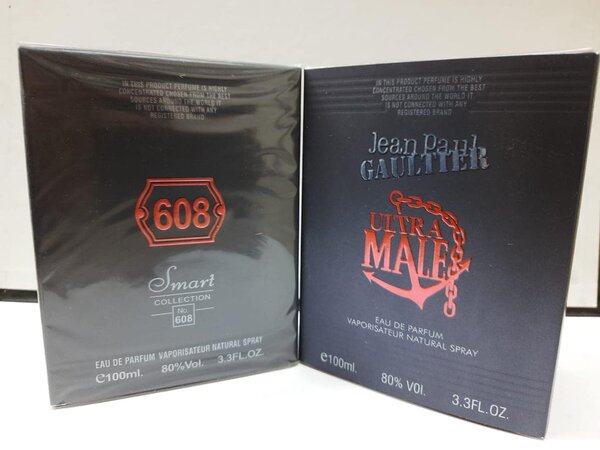 IN THIS PRODUCT PERFUME IS HIGHLY
CONCENTRATED CHOSEN FROM THE BEST
SOURCES AROUND THE WORLD IT
IS NOT CONNECTED WITH ANY
REGISTERED BRAND
608
Smart
COLLECTION
No.
608
EAU DE PARFUM VAPORISATEUR NATURAL SPRAY
e100ml. 80%Vol. 3.3FL.OZ.
IN THIS PRODUCT PERFUME IS HIGHLY
CONCENTRATED CHOSEN FROM THE BEST
SOURCES AROUND THE WORLD IT
IS NOT CONNECTED WITH ANY
REGISTERED BRAND
Jean Paul
GAULTIER
ULTRA
MALE
EAU DE PARFUM
VAPORISATEUR NATURAL SPRAY
e100ml. 80% Vol. 3.3FL.OZ.